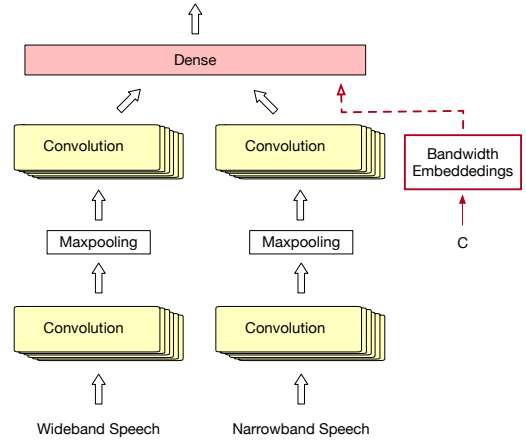 Dense
Convolution
Convolution
Bandwidth
Embeddedings
Maxpooling
Maxpooling
C
Convolution
Convolution
Wideband Speech
Narrowband Speech